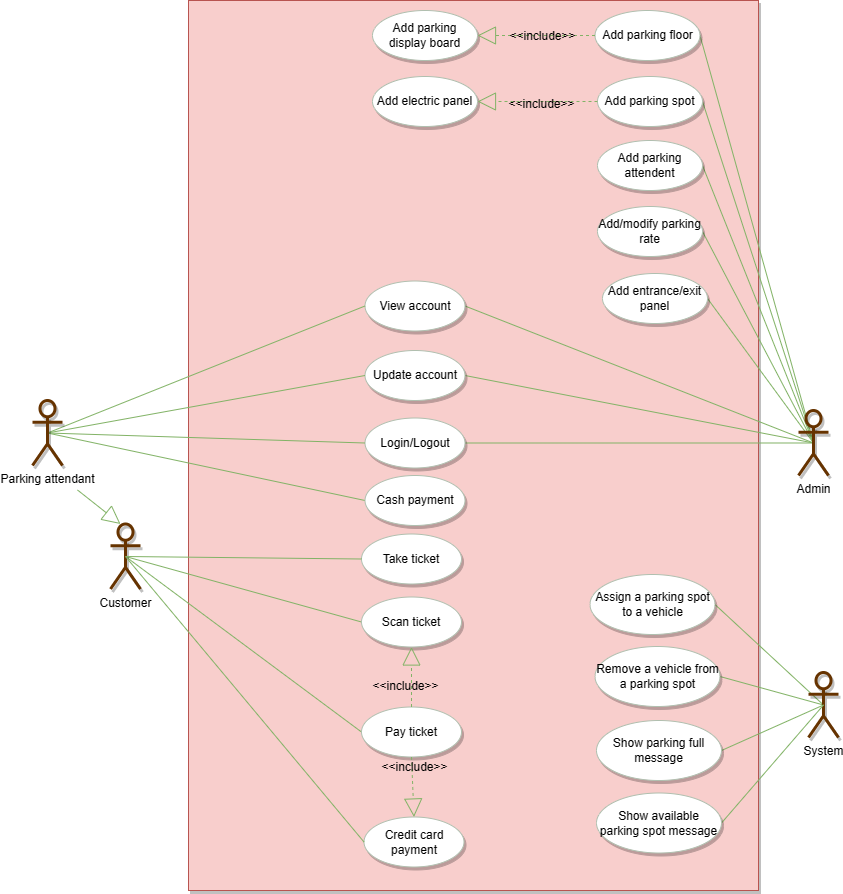 Add parking
display board
<<include>>
Add parking floor
Add electric panel
<<include>>
Add parking spot
Add parking
attendent
Add/modify parking
rate
Add entrance/exit
panel
View account
Update account
Login/Logout
Cash payment
Parking attendant
Admin
Take ticket
Customer
Scan ticket
<<include>>
Pay ticket
<<include>>
Credit card
payment
Assign a parking spot
to a vehicle
Remove a vehicle from
a parking spot
Show parking full
message
System
Show available
parking spot message